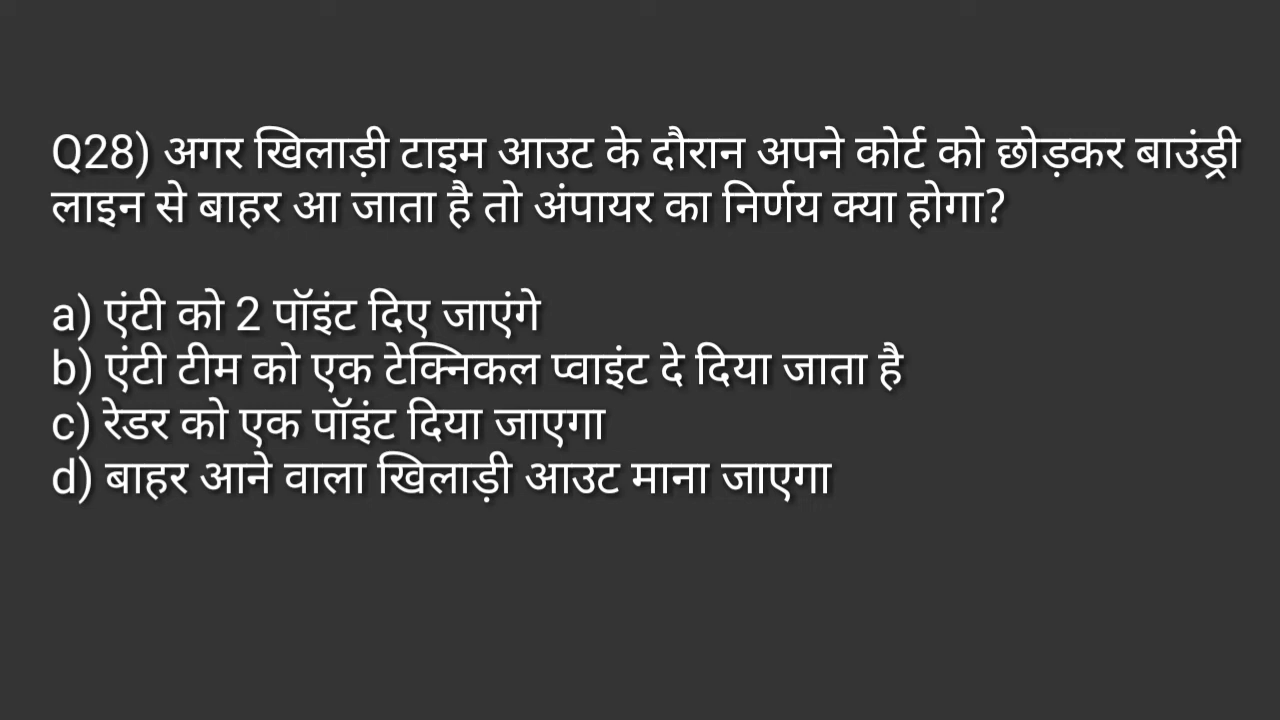 Q28) अगर खिलाड़ी टाइम आउट के दौरान अपने कोर्ट को छोड़कर बाउंड्री
लाइन से बाहर आ जाता है तो अंपायर का निर्णय क्या होगा?
a) एंटी को 2 पॉइंट दिए जाएंगे
b) एंटी टीम को एक टेक्निकल प्वाइंट दे दिया जाता है
c) रेडर को एक पॉइंट दिया जाएगा
d) बाहर आने वाला खिलाड़ी आउट माना जाएगा